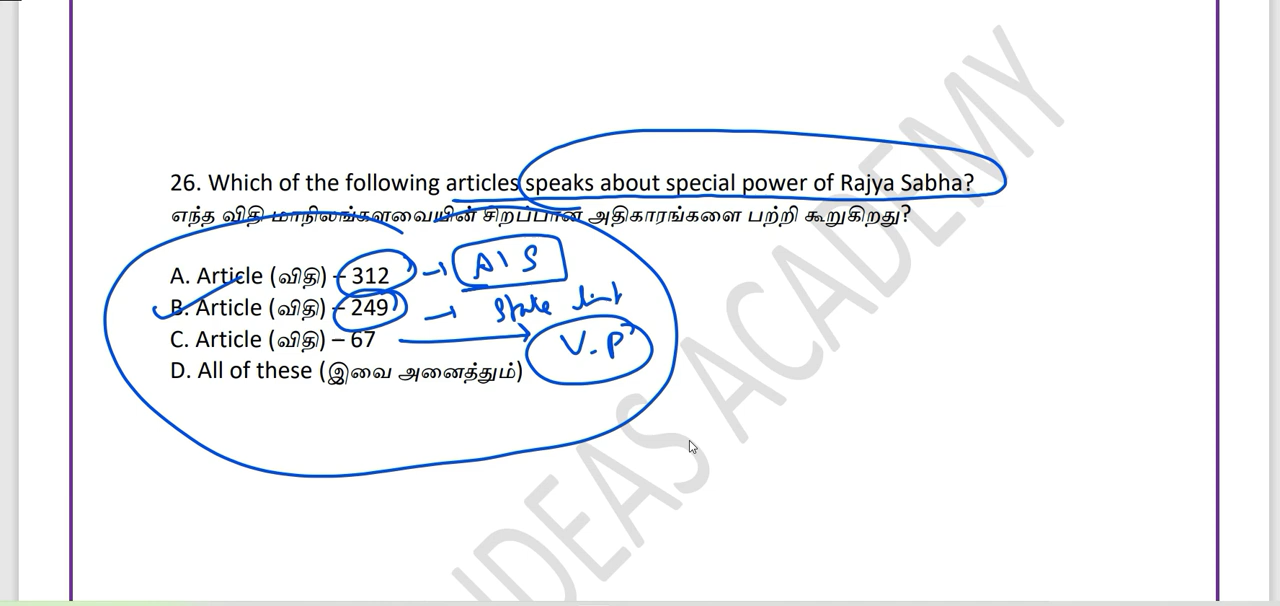 26. Which of the following articles speaks about special power of Rajya Sabha?
எந்த விதி மாநிலங்களவையின் சிறப்பான அதிகாரங்களை பற்றி கூறுகிறது?
A. Article (விதி) – 312 → AIS
B. Article (விதி) – 249 → State list
C. Article (விதி) – 67 → V.P
D. All of these (இவை அனைத்தும்)
IDEAS ACADEMY